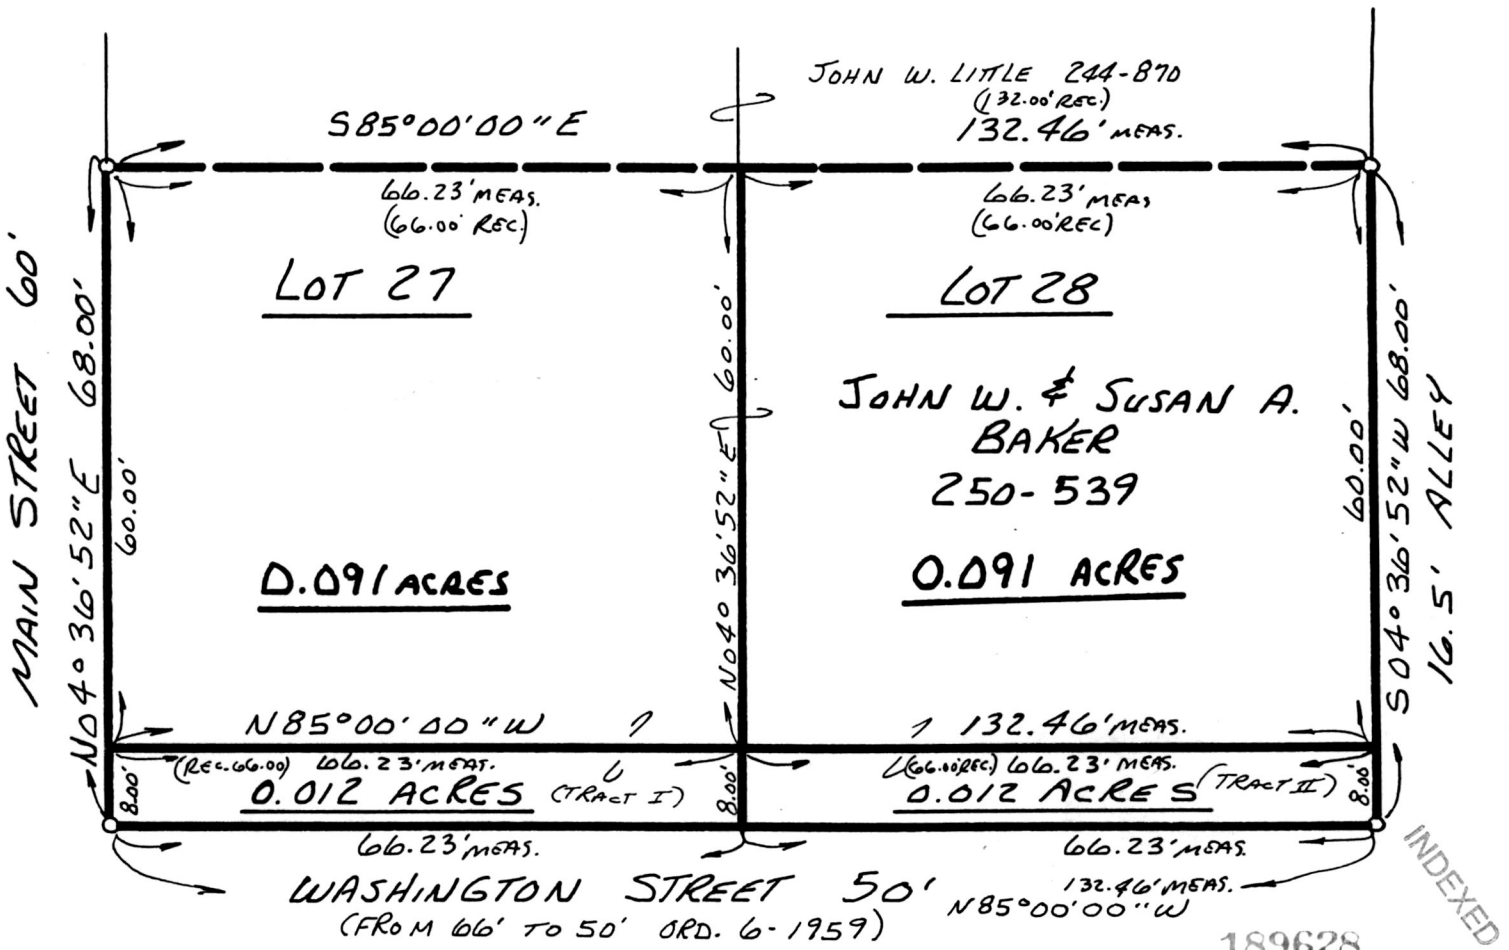 JOHN W. LITTLE 244-870
(132.00' REC.)
S85°00'00"E
132.46' MEAS.
66.23' MEAS.
(66.00' REC.)
66.23' MEAS
(66.00' REC)
LOT 27
LOT 28
MAIN STREET 60'
N04°36'52"E 68.00'
60.00'
N04°36'52"E 60.00'
JOHN W. & SUSAN A.
BAKER
250-539
60.00'
S04°36'52"W 68.00'
16.5' ALLEY
0.091 ACRES
0.091 ACRES
N85°00'00"W
132.46' MEAS.
(REC. 66.00) 66.23' MEAS.
(66.00' REC.) 66.23' MEAS.
8.00'
0.012 ACRES (TRACT I)
8.00'
0.012 ACRES (TRACT II)
8.00'
66.23' MEAS.
66.23' MEAS.
WASHINGTON STREET 50'
132.46' MEAS.
N85°00'00"W
(FROM 66' TO 50' ORD. 6-1959)
INDEXED
189628